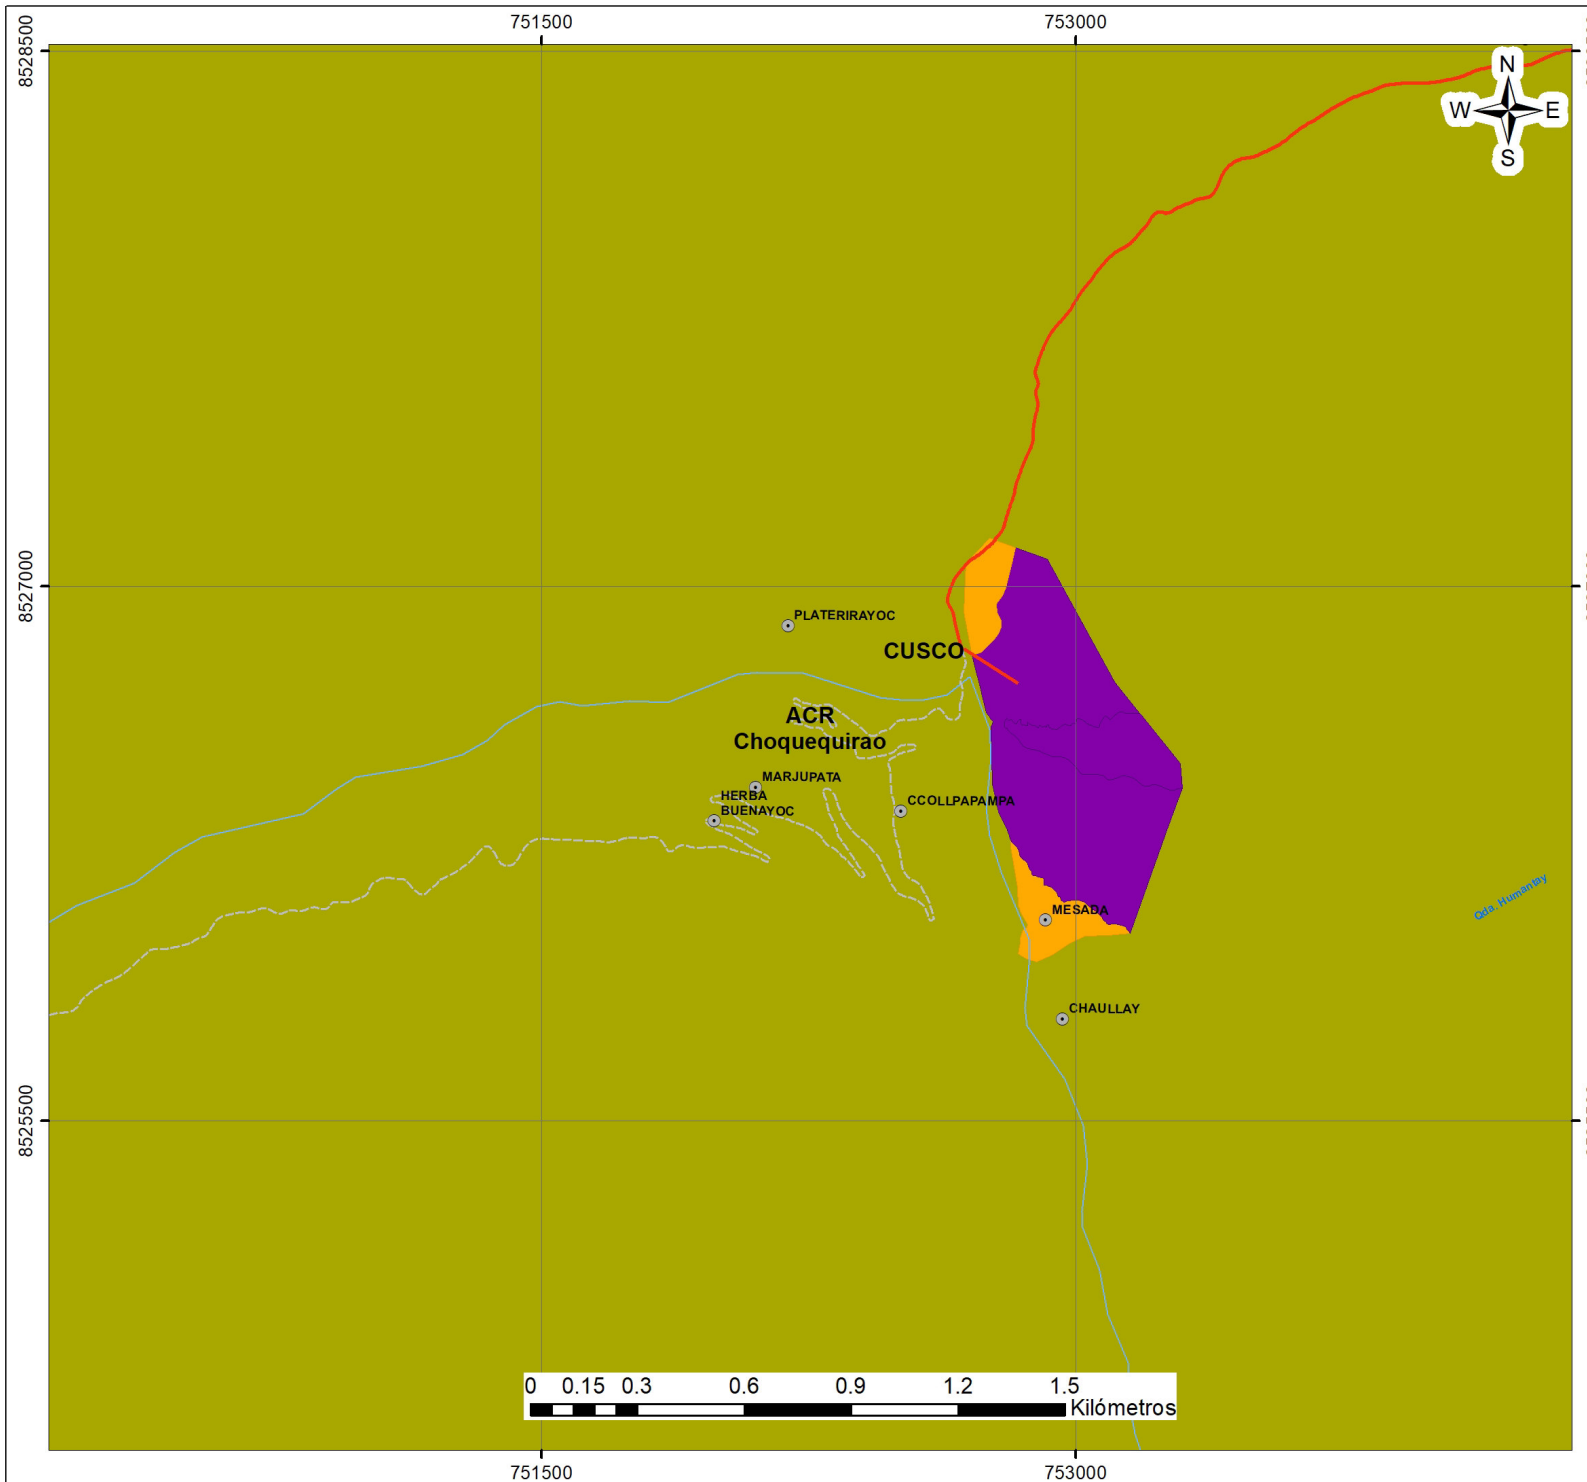 751500
753000
8528500
N
W
E
S
8527000
PLATERIRAYOC
CUSCO
ACR
Choquequirao
MARJUPATA
HERBA
BUENAYOC
CCOLLPAPAMPA
Qda. Humantay
MESADA
CHAULLAY
8525500
0 0.15 0.3 0.6 0.9 1.2 1.5
Kilómetros
751500
753000